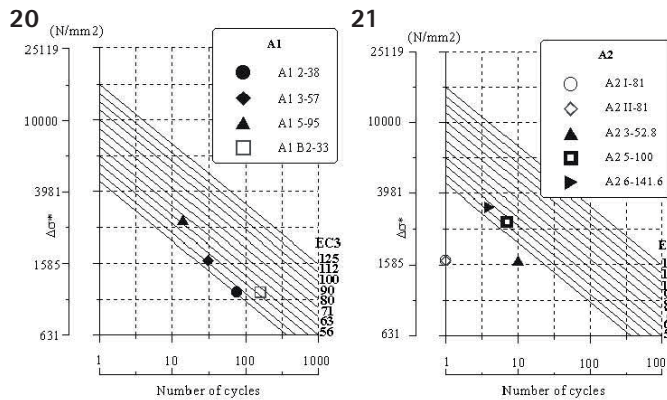 20
(N/mm2)
25119
10000
3981
Δσ*
1585
631
A1
A1 2-38
A1 3-57
A1 5-95
A1 B2-33
EC3
125
112
100
90
80
71
63
56
1
10
100
1000
Number of cycles
21
(N/mm2)
25119
10000
3981
Δσ*
1585
631
A2
A2 I-81
A2 II-81
A2 3-52.8
A2 5-100
A2 6-141.6
1
10
100
Number of cycles